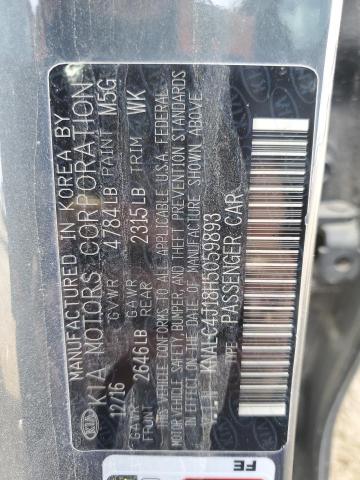 MANUFACTURED IN KOREA BY
KIA MOTORS CORPORATION
KIA
12/16 GVWR 4784LB PAINT M5G
GAWR FRONT 2646LB GAWR REAR 2315LB TRIM WK
THIS VEHICLE CONFORMS TO ALL APPLICABLE U.S.A. FEDERAL
MOTOR VEHICLE SAFETY, BUMPER, AND THEFT PREVENTION STANDARDS
IN EFFECT ON THE DATE OF MANUFACTURE SHOWN ABOVE.
TYPE: PASSENGER CAR
FE